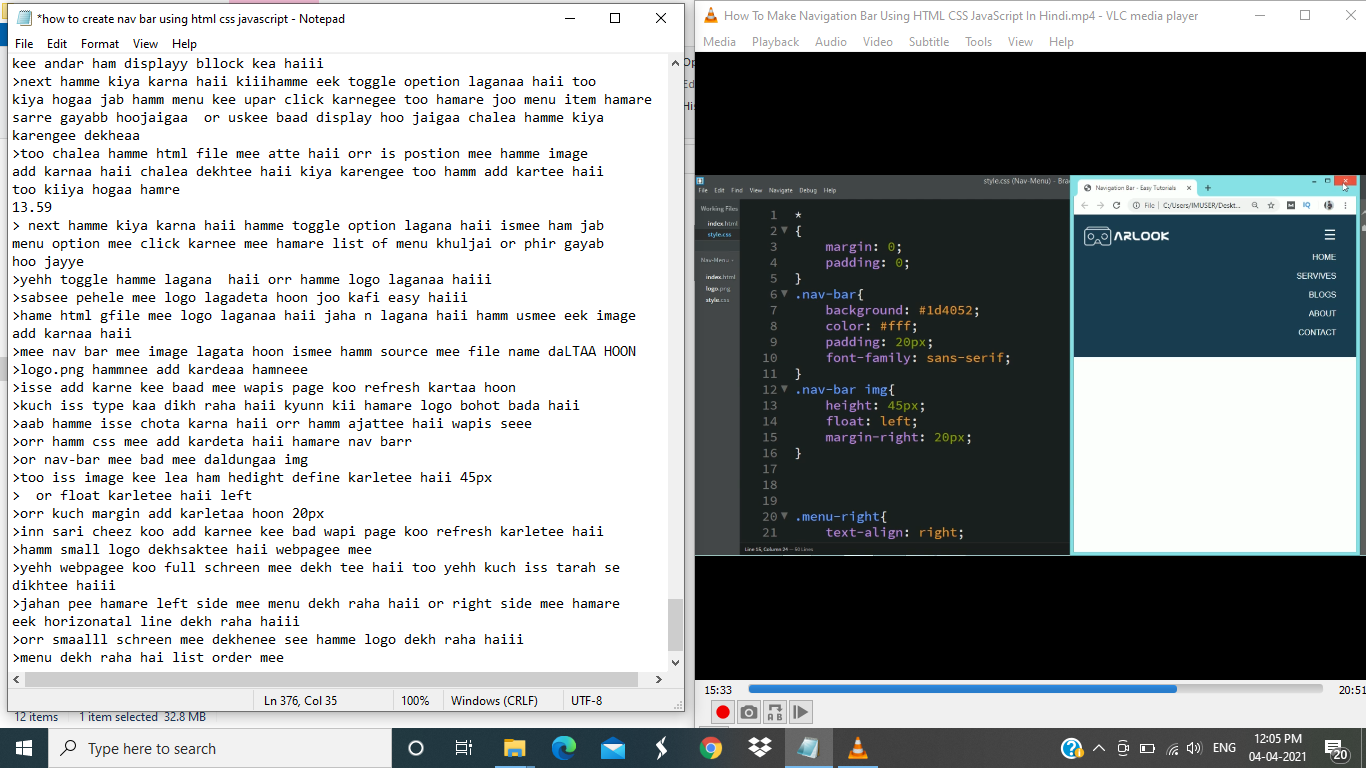 *how to create nav bar using html css javascript - Notepad
File Edit Format View Help
kee andar ham displayy bllock kea haiii
>next hamme kiya karna haii kiiihamme eek toggle opetion laganaa haii too
kiya hogaa jab hamm menu kee upar click karnegee too hamare joo menu item hamare
sarre gayabb hoojaigaa  or uskee baad display hoo jaigaa chalea hamme kiya
karengee dekheaa
>too chalea hamme html file mee atte haii orr is postion mee hamme image
add karnaa haii chalea dekhtee haii kiya karengee too hamm add kartee haii
too kiiya hogaa hamre
13.59
> next hamme kiya karna haii hamme toggle option lagana haii ismee ham jab
menu option mee click karnee mee hamare list of menu khuljai or phir gayab
hoo jayye
>yehh toggle hamme lagana  haii orr hamme logo laganaa haiii
>sabsee pehele mee logo lagadeta hoon joo kafi easy haiii
>hame html gfile mee logo laganaa haii jaha n lagana haii hamm usmee eek image
add karnaa haii
>mee nav bar mee image lagata hoon ismee hamm source mee file name daLTAA HOON
>logo.png hammnee add kardeaa hamneee
>isse add karne kee baad mee wapis page koo refresh kartaa hoon
>kuch iss type kaa dikh raha haii kyunn kii hamare logo bohot bada haii
>aab hamme isse chota karna haii orr hamm ajattee haii wapis seee
>orr hamm css mee add kardeta haii hamare nav barr
>or nav-bar mee bad mee daldungaa img
>too iss image kee lea ham hedight define karletee haii 45px
>  or float karletee haii left
>orr kuch margin add karletaa hoon 20px
>inn sari cheez koo add karnee kee bad wapi page koo refresh karletee haii
>hamm small logo dekhsaktee haii webpagee mee
>yehh webpagee koo full schreen mee dekh tee haii too yehh kuch iss tarah se
dikhtee haiii
>jahan pee hamare left side mee menu dekh raha haii or right side mee hamare
eek horizonatal line dekh raha haiii
>orr smaalll schreen mee dekhenee see hamme logo dekh raha haiii
>menu dekh raha hai list order mee
Ln 376, Col 35 100% Windows (CRLF) UTF-8
12 items 1 item selected 32.8 MB
How To Make Navigation Bar Using HTML CSS JavaScript In Hindi.mp4 - VLC media player
Media Playback Audio Video Subtitle Tools View Help
style.css (Nav-Menu) - Bra
File Edit Find View Navigate Debug Help
Working Files
index.html
style.css
Nav-Menu
index.html
logo.png
style.css
1 *
2 {
3 margin: 0;
4 padding: 0;
5 }
6 .nav-bar{
7 background: #1d4052;
8 color: #fff;
9 padding: 20px;
10 font-family: sans-serif;
11 }
12 .nav-bar img{
13 height: 45px;
14 float: left;
15 margin-right: 20px;
16 }
17
18
19
20 .menu-right{
21 text-align: right;
Line 15, Column 24 — 50 Lines
Navigation Bar - Easy Tutorials
File | C:/Users/IMUSER/Deskt...
ARLOOK
HOME
SERVIVES
BLOGS
ABOUT
CONTACT
15:33 20:51
A B
Type here to search
ENG
12:05 PM
04-04-2021
20